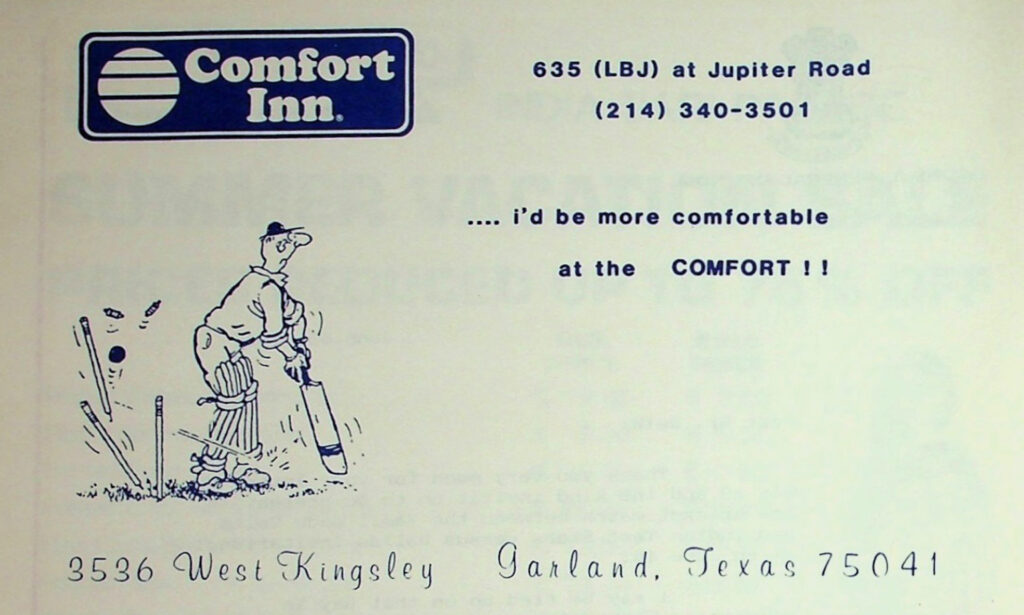 Comfort
Inn.
635 (LBJ) at Jupiter Road
(214) 340-3501
.... i'd be more comfortable
at the COMFORT ! !
3536 West Kingsley Garland, Texas 75041